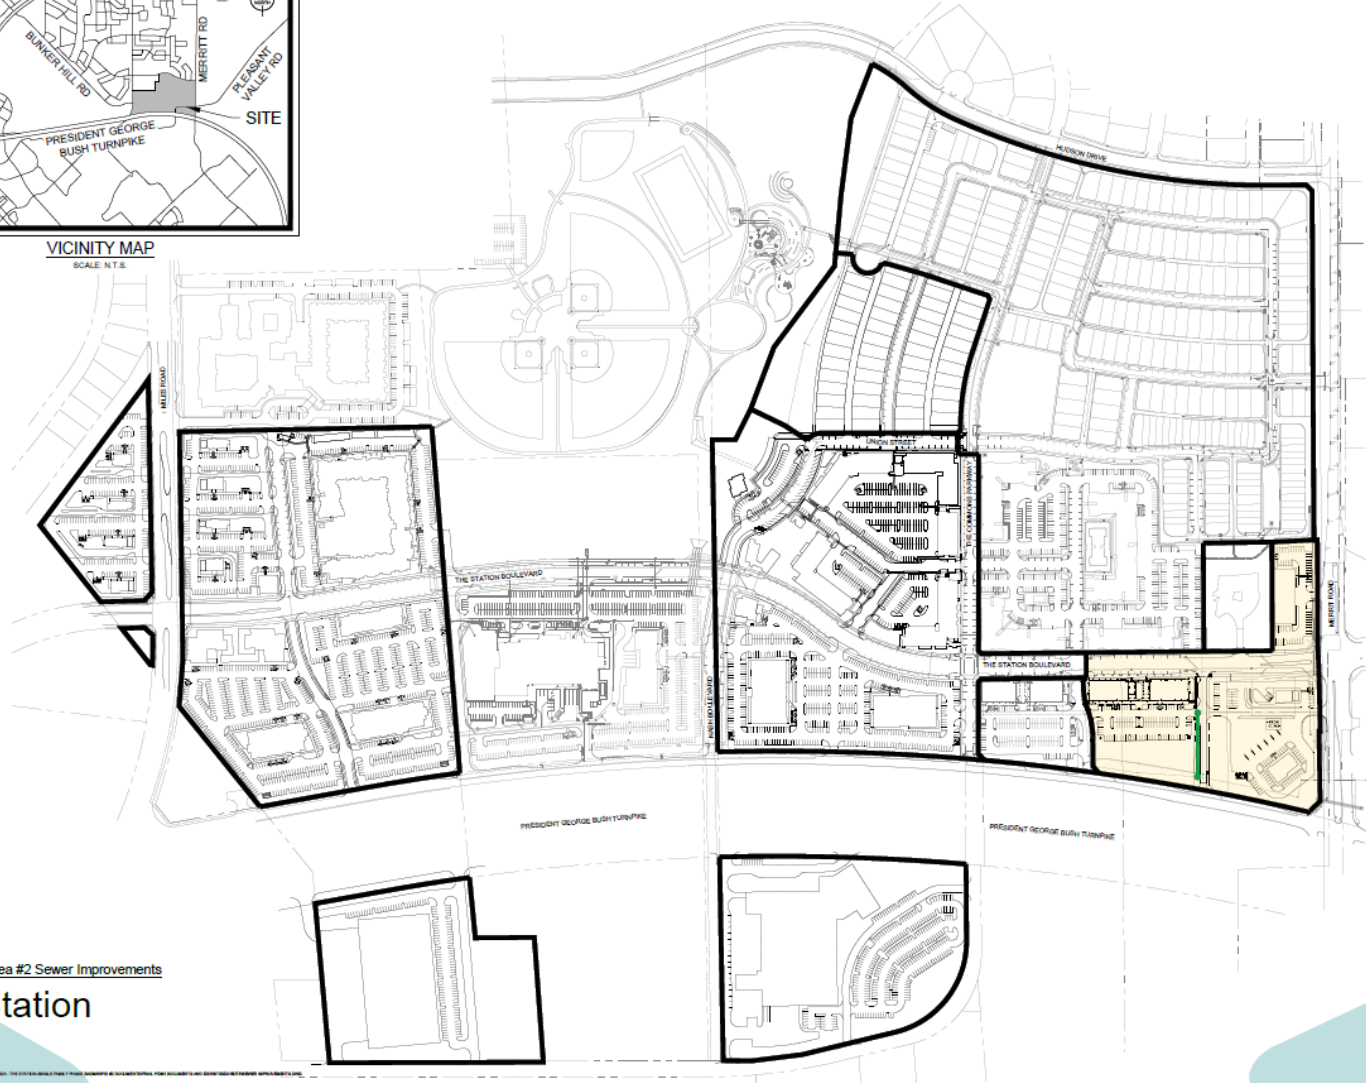 NORTH
MERRITT RD
BUNKER HILL RD
PLEASANT
VALLEY RD
SITE
PRESIDENT GEORGE
BUSH TURNPIKE
VICINITY MAP
SCALE: N.T.S.
HUDSON DRIVE
MILES ROAD
UNION STREET
THE COMMONS PARKWAY
THE STATION BOULEVARD
MERRIT ROAD
THE STATION BOULEVARD
NASH BOULEVARD
PRESIDENT GEORGE BUSH TURNPIKE
PRESIDENT GEORGE BUSH TURNPIKE
ea #2 Sewer Improvements
tation